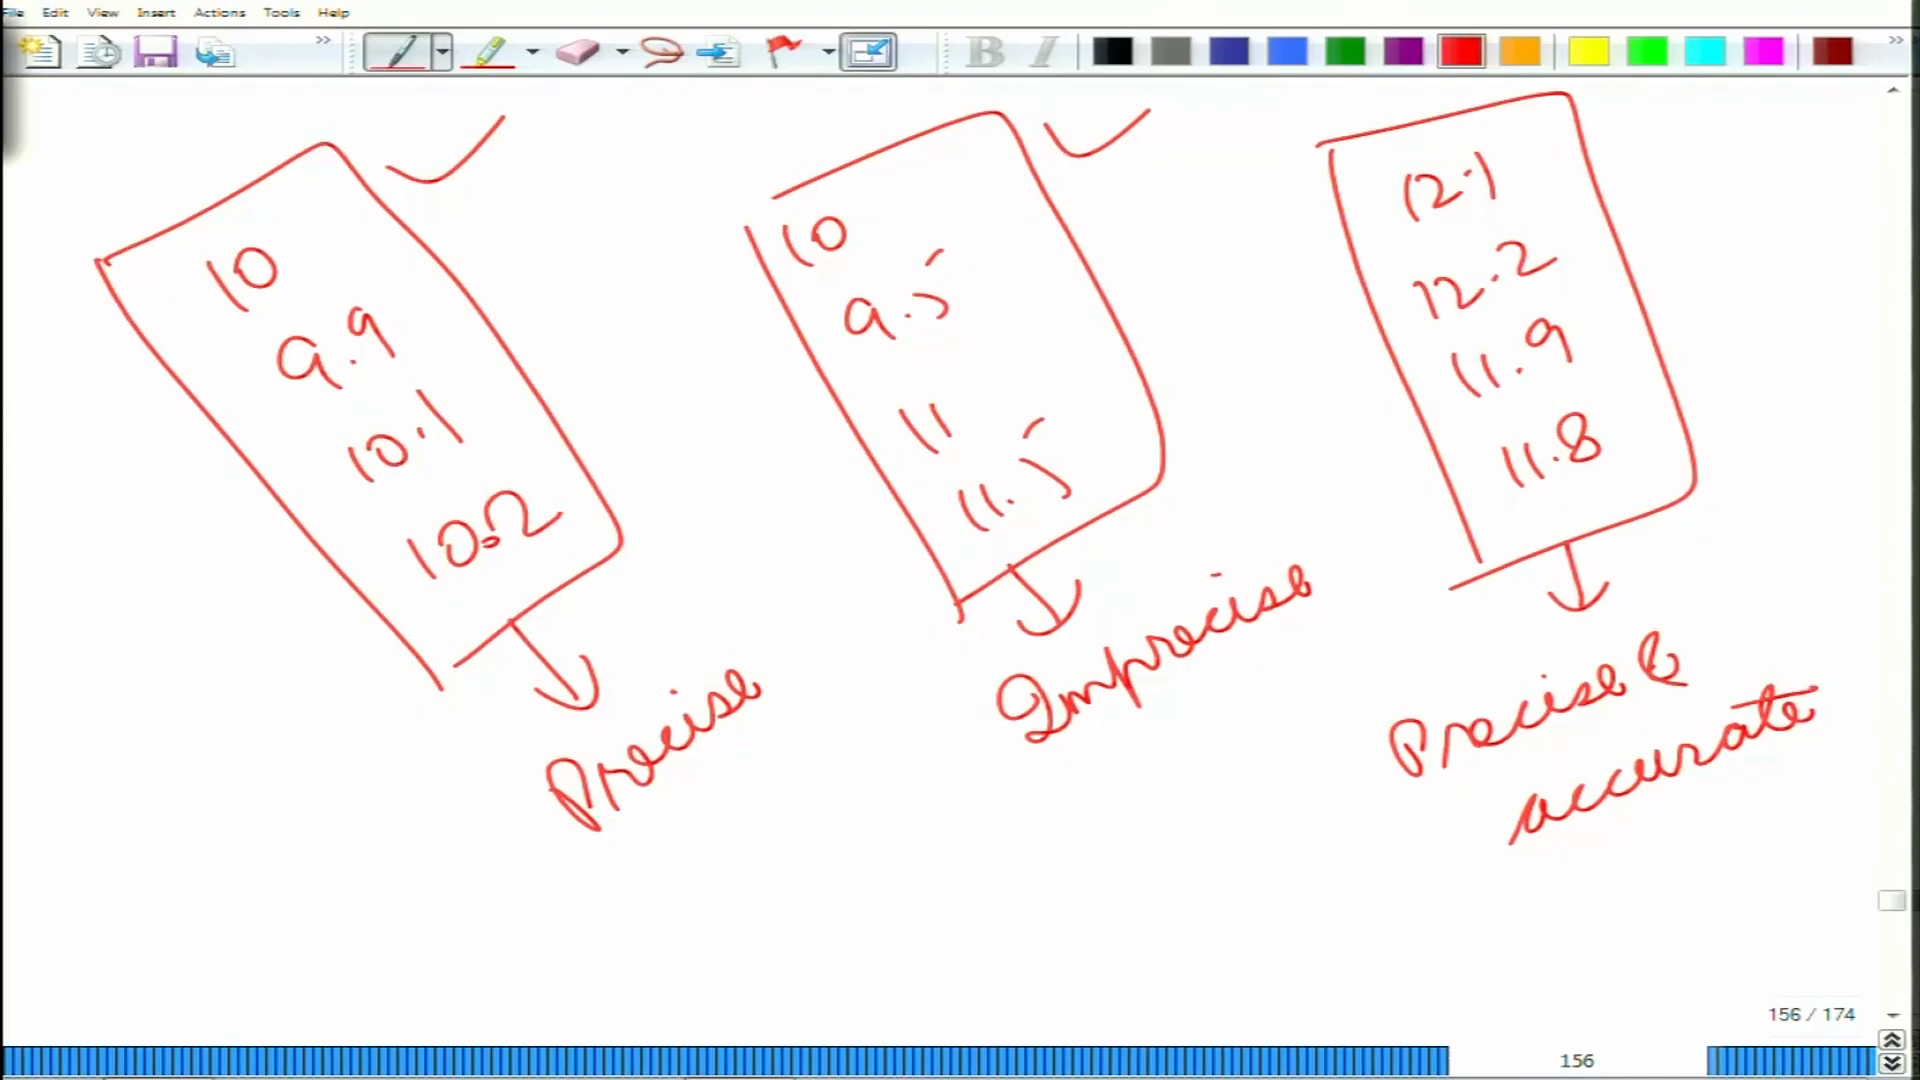 File Edit View Insert Actions Tools Help
B I
10
9.9
10.1
10.2
Precise
10
9.5
11
11.5
Imprecise
12.1
12.2
11.9
11.8
Precise &
accurate
156 / 174
156